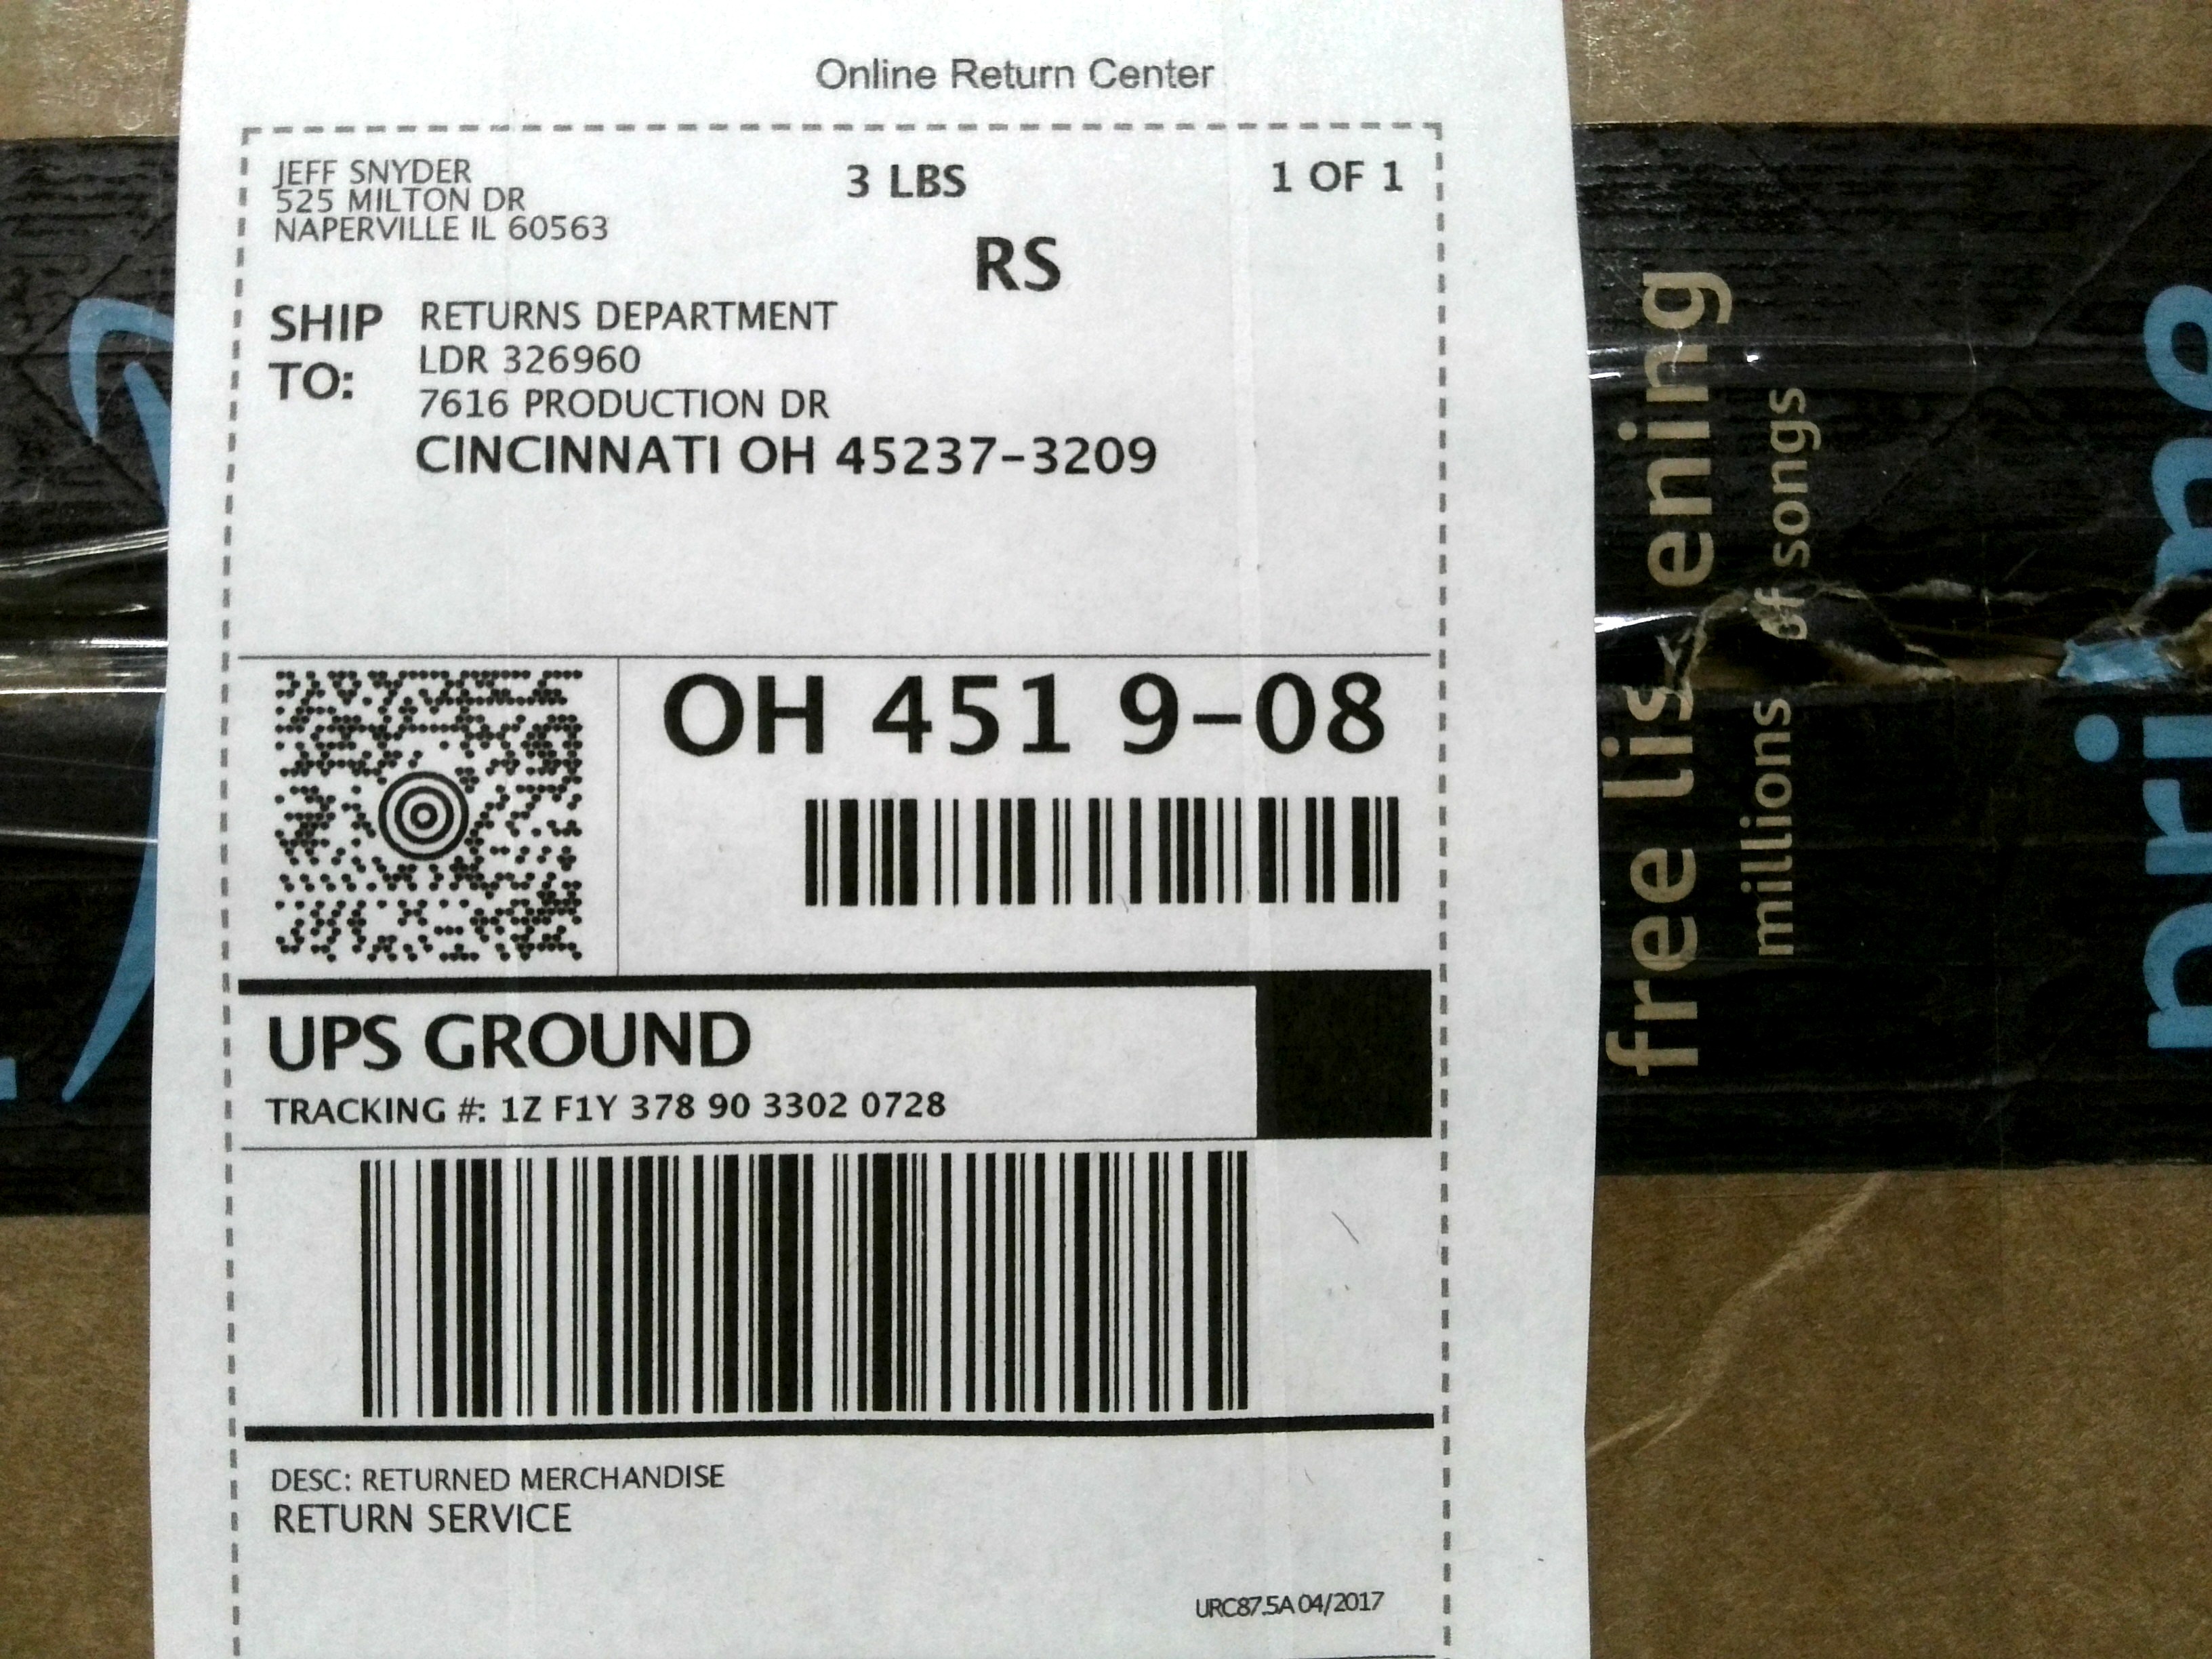 Online Return Center
JEFF SNYDER
525 MILTON DR
NAPERVILLE IL 60563
3 LBS
1 OF 1
RS
SHIP TO:
RETURNS DEPARTMENT
LDR 326960
7616 PRODUCTION DR
CINCINNATI OH 45237-3209
OH 451 9-08
UPS GROUND
TRACKING #: 1Z F1Y 378 90 3302 0728
DESC: RETURNED MERCHANDISE
RETURN SERVICE
URC87.5A 04/2017
free lis ening
millions of songs
prime